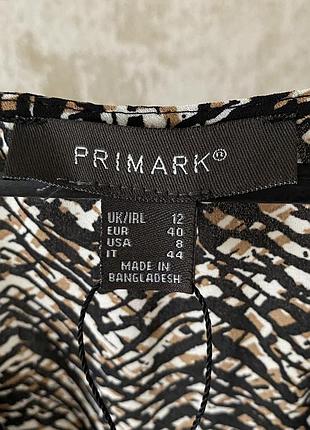 PRIMARK®
UK/IRL 12
EUR 40
USA 8
IT 44
MADE IN
BANGLADESH